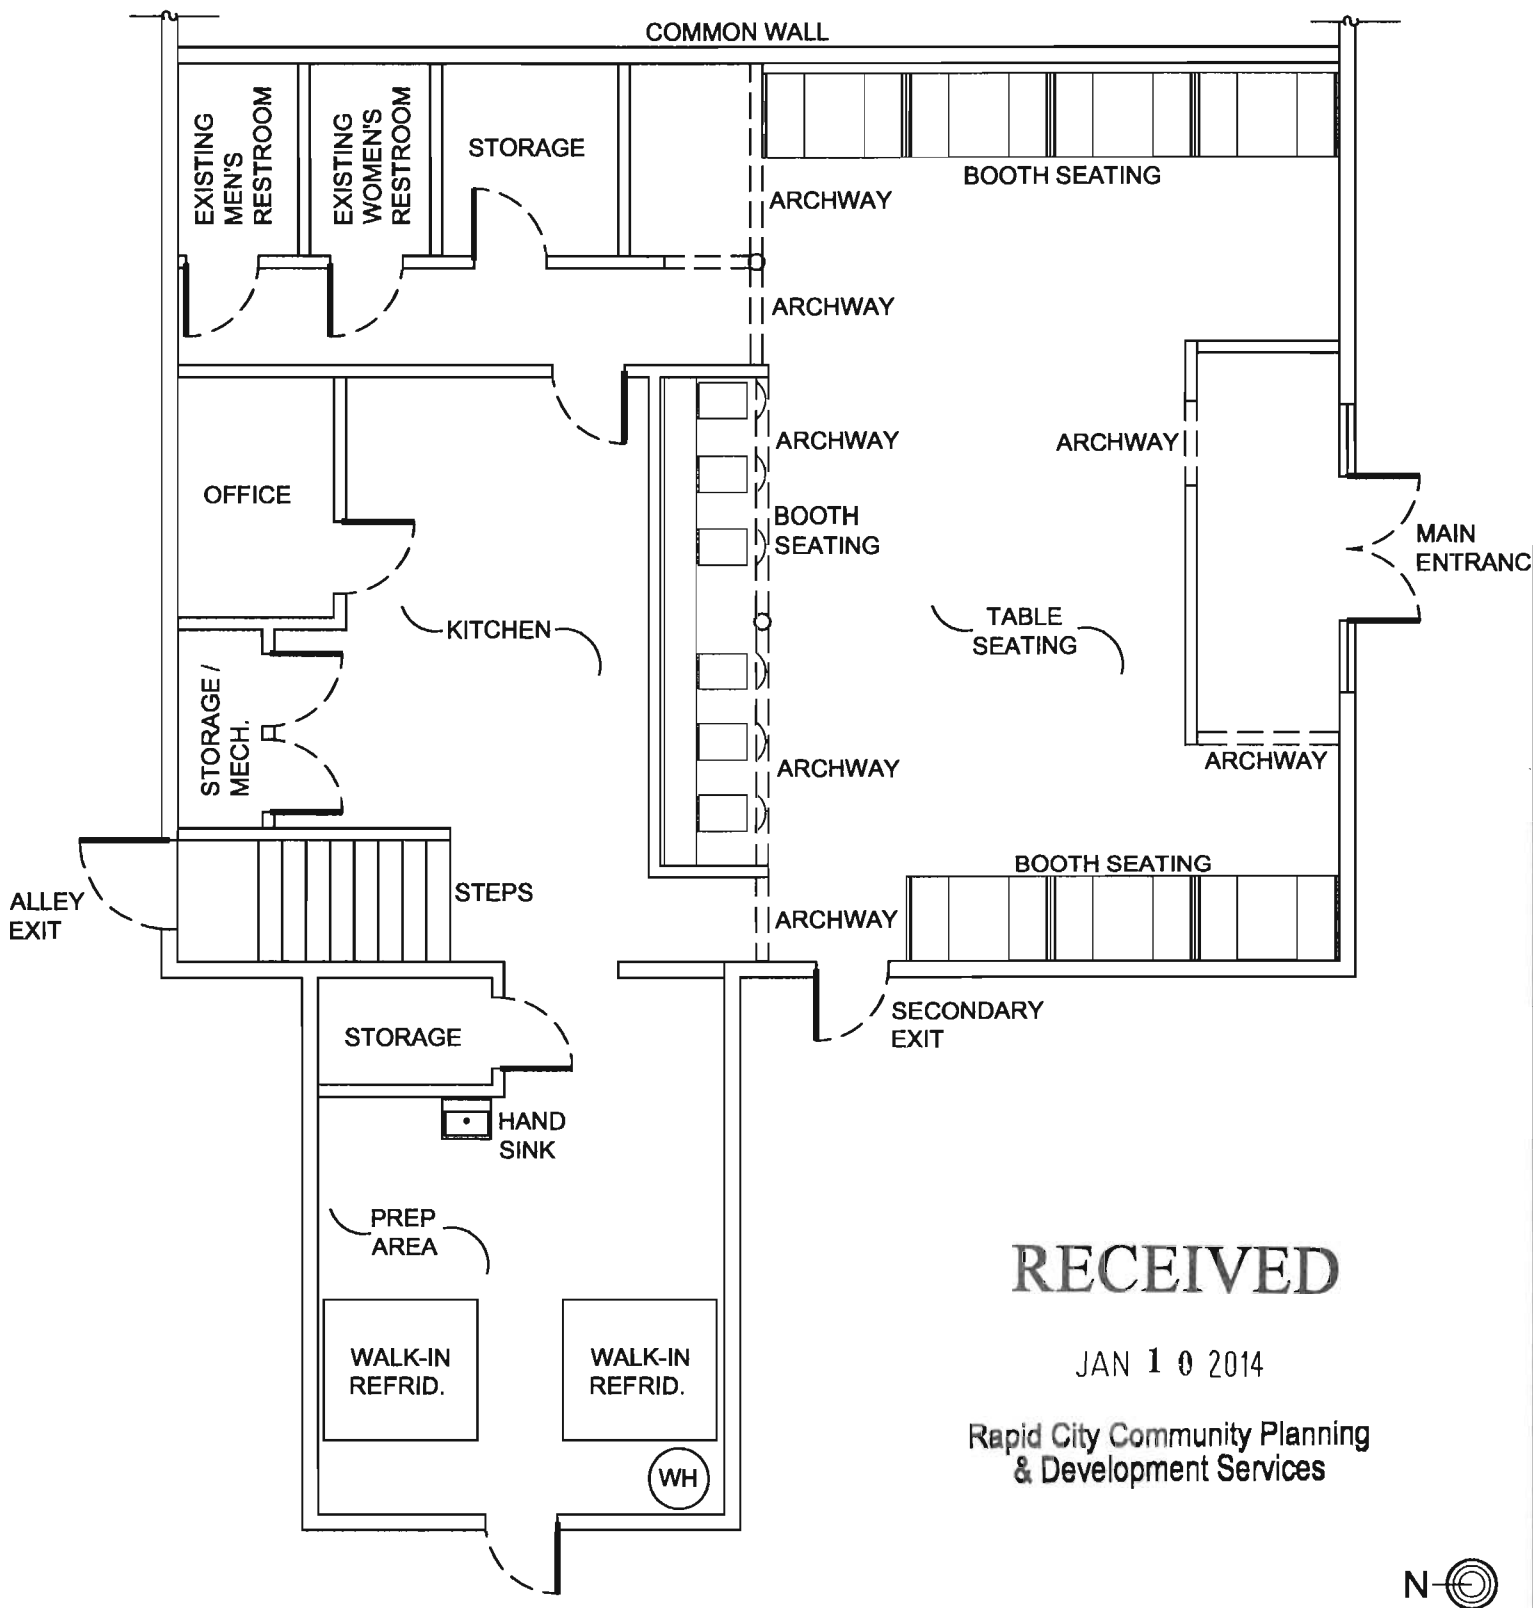 COMMON WALL
EXISTING
MEN'S
RESTROOM
EXISTING
WOMEN'S
RESTROOM
STORAGE
BOOTH SEATING
ARCHWAY
ARCHWAY
ARCHWAY
ARCHWAY
OFFICE
BOOTH
SEATING
MAIN
ENTRANC
KITCHEN
TABLE
SEATING
STORAGE /
MECH.
ARCHWAY
ARCHWAY
BOOTH SEATING
STEPS
ALLEY
EXIT
ARCHWAY
SECONDARY
EXIT
STORAGE
HAND
SINK
PREP
AREA
WALK-IN
REFRID.
WALK-IN
REFRID.
WH
RECEIVED
JAN 10 2014
Rapid City Community Planning
& Development Services
N